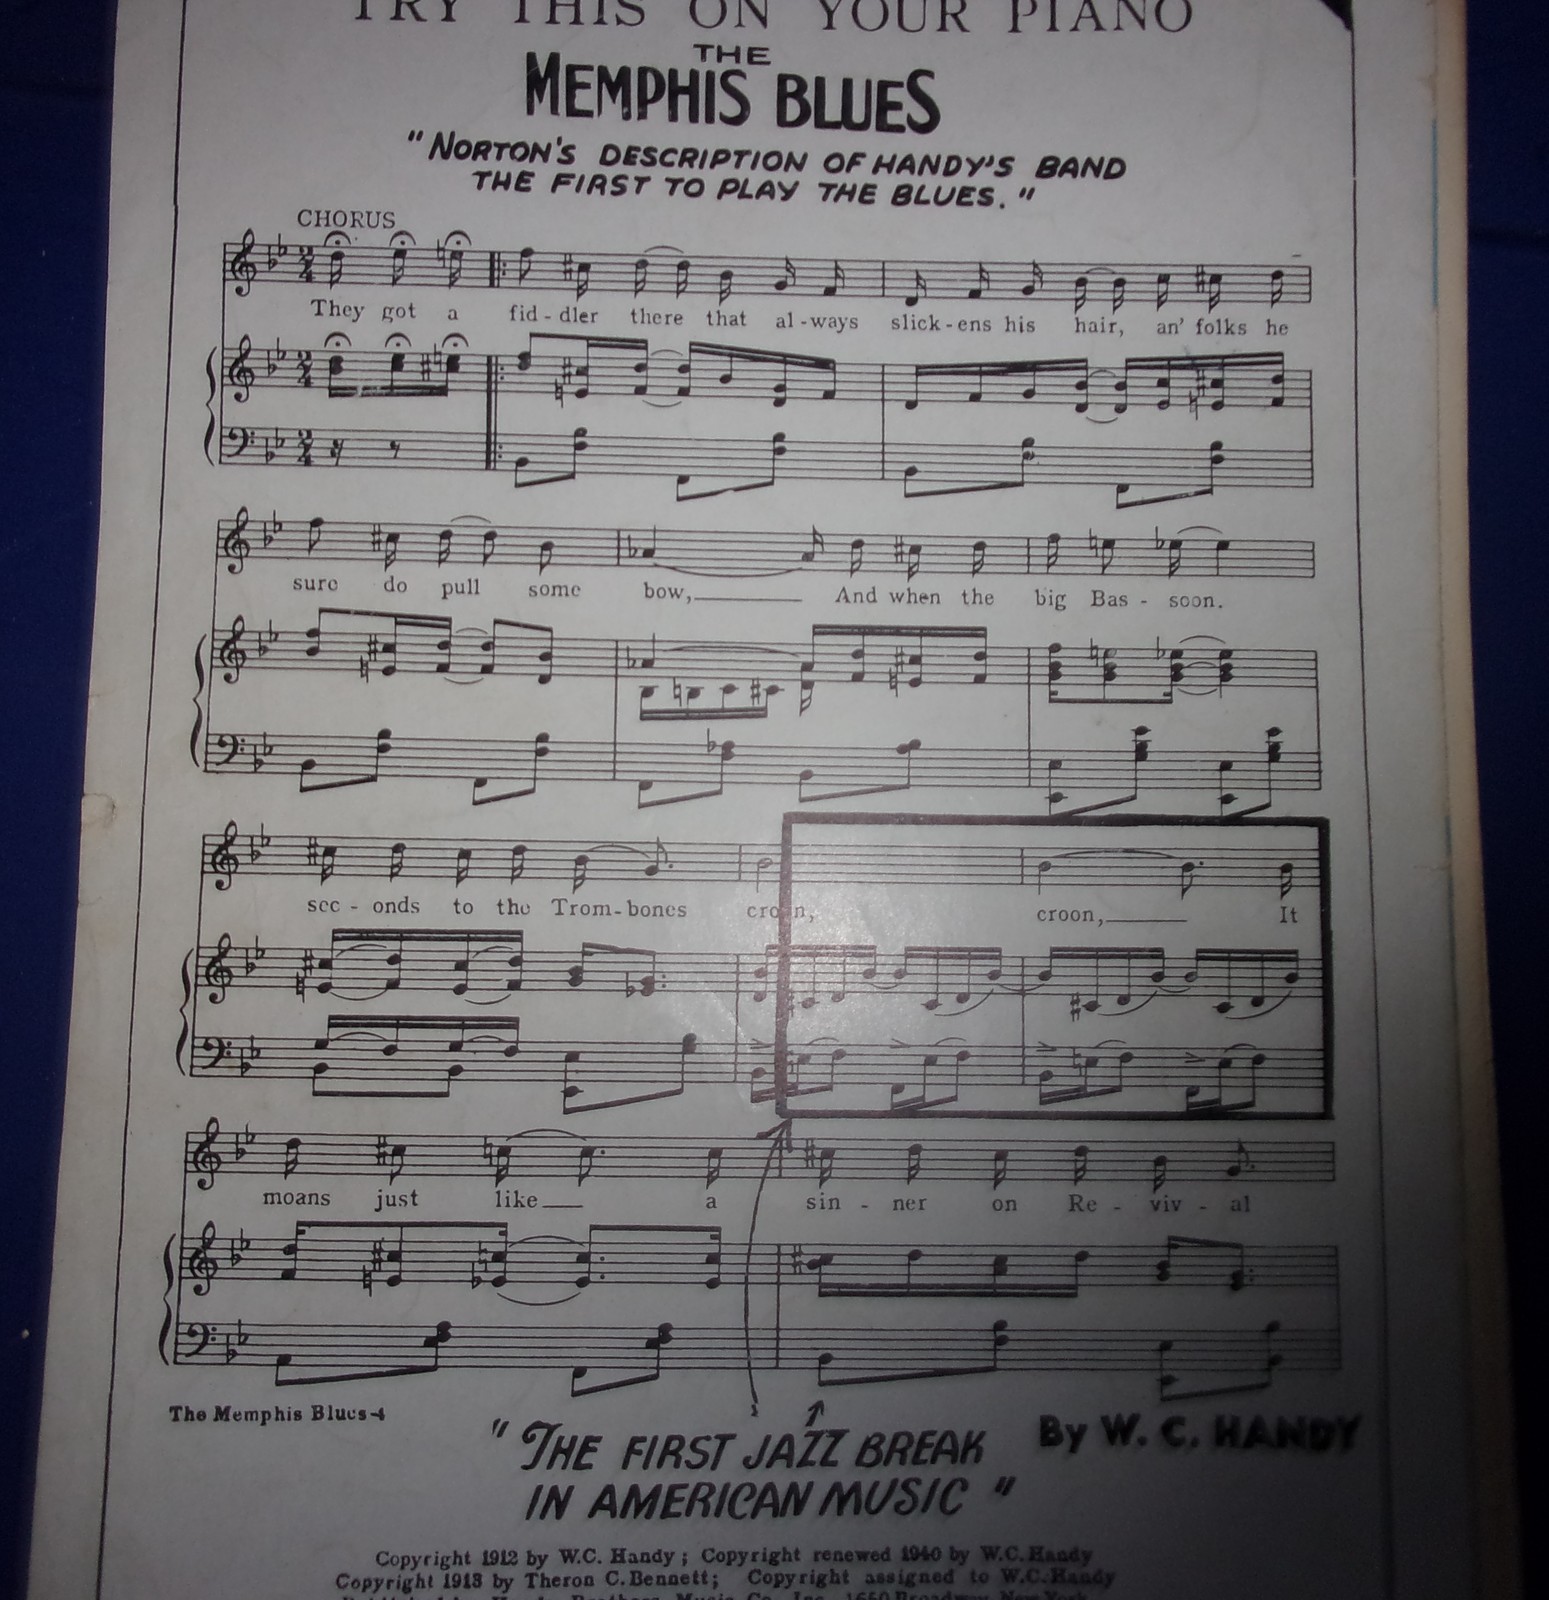 TRY THIS ON YOUR PIANO
THE
MEMPHIS BLUES
"NORTON'S DESCRIPTION OF HANDY'S BAND
THE FIRST TO PLAY THE BLUES."
CHORUS
They got a fid - dler there that al - ways slick - ens his hair, an' folks he
sure do pull some bow, And when the big Bas - soon.
sec - onds to the Trom - bones croon, croon, It
moans just like a sin - ner on Re - viv - al
The Memphis Blues-4
"THE FIRST JAZZ BREAK
IN AMERICAN MUSIC"
By W. C. HANDY
Copyright 1912 by W.C. Handy; Copyright renewed 1940 by W.C. Handy
Copyright 1913 by Theron C. Bennett; Copyright assigned to W.C. Handy